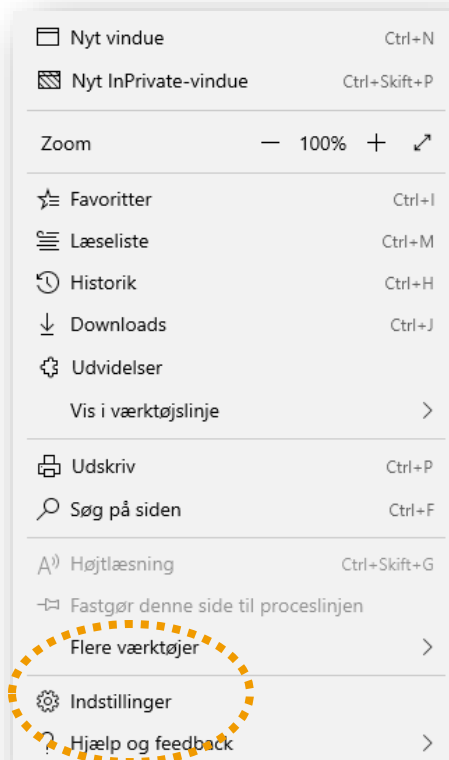 Nyt vindue Ctrl+N
Nyt InPrivate-vindue Ctrl+Skift+P
Zoom — 100% +
Favoritter Ctrl+I
Læseliste Ctrl+M
Historik Ctrl+H
Downloads Ctrl+J
Udvidelser
Vis i værktøjslinje
Udskriv Ctrl+P
Søg på siden Ctrl+F
Højtlæsning Ctrl+Skift+G
Fastgør denne side til proceslinjen
Flere værktøjer
Indstillinger
Hjælp og feedback